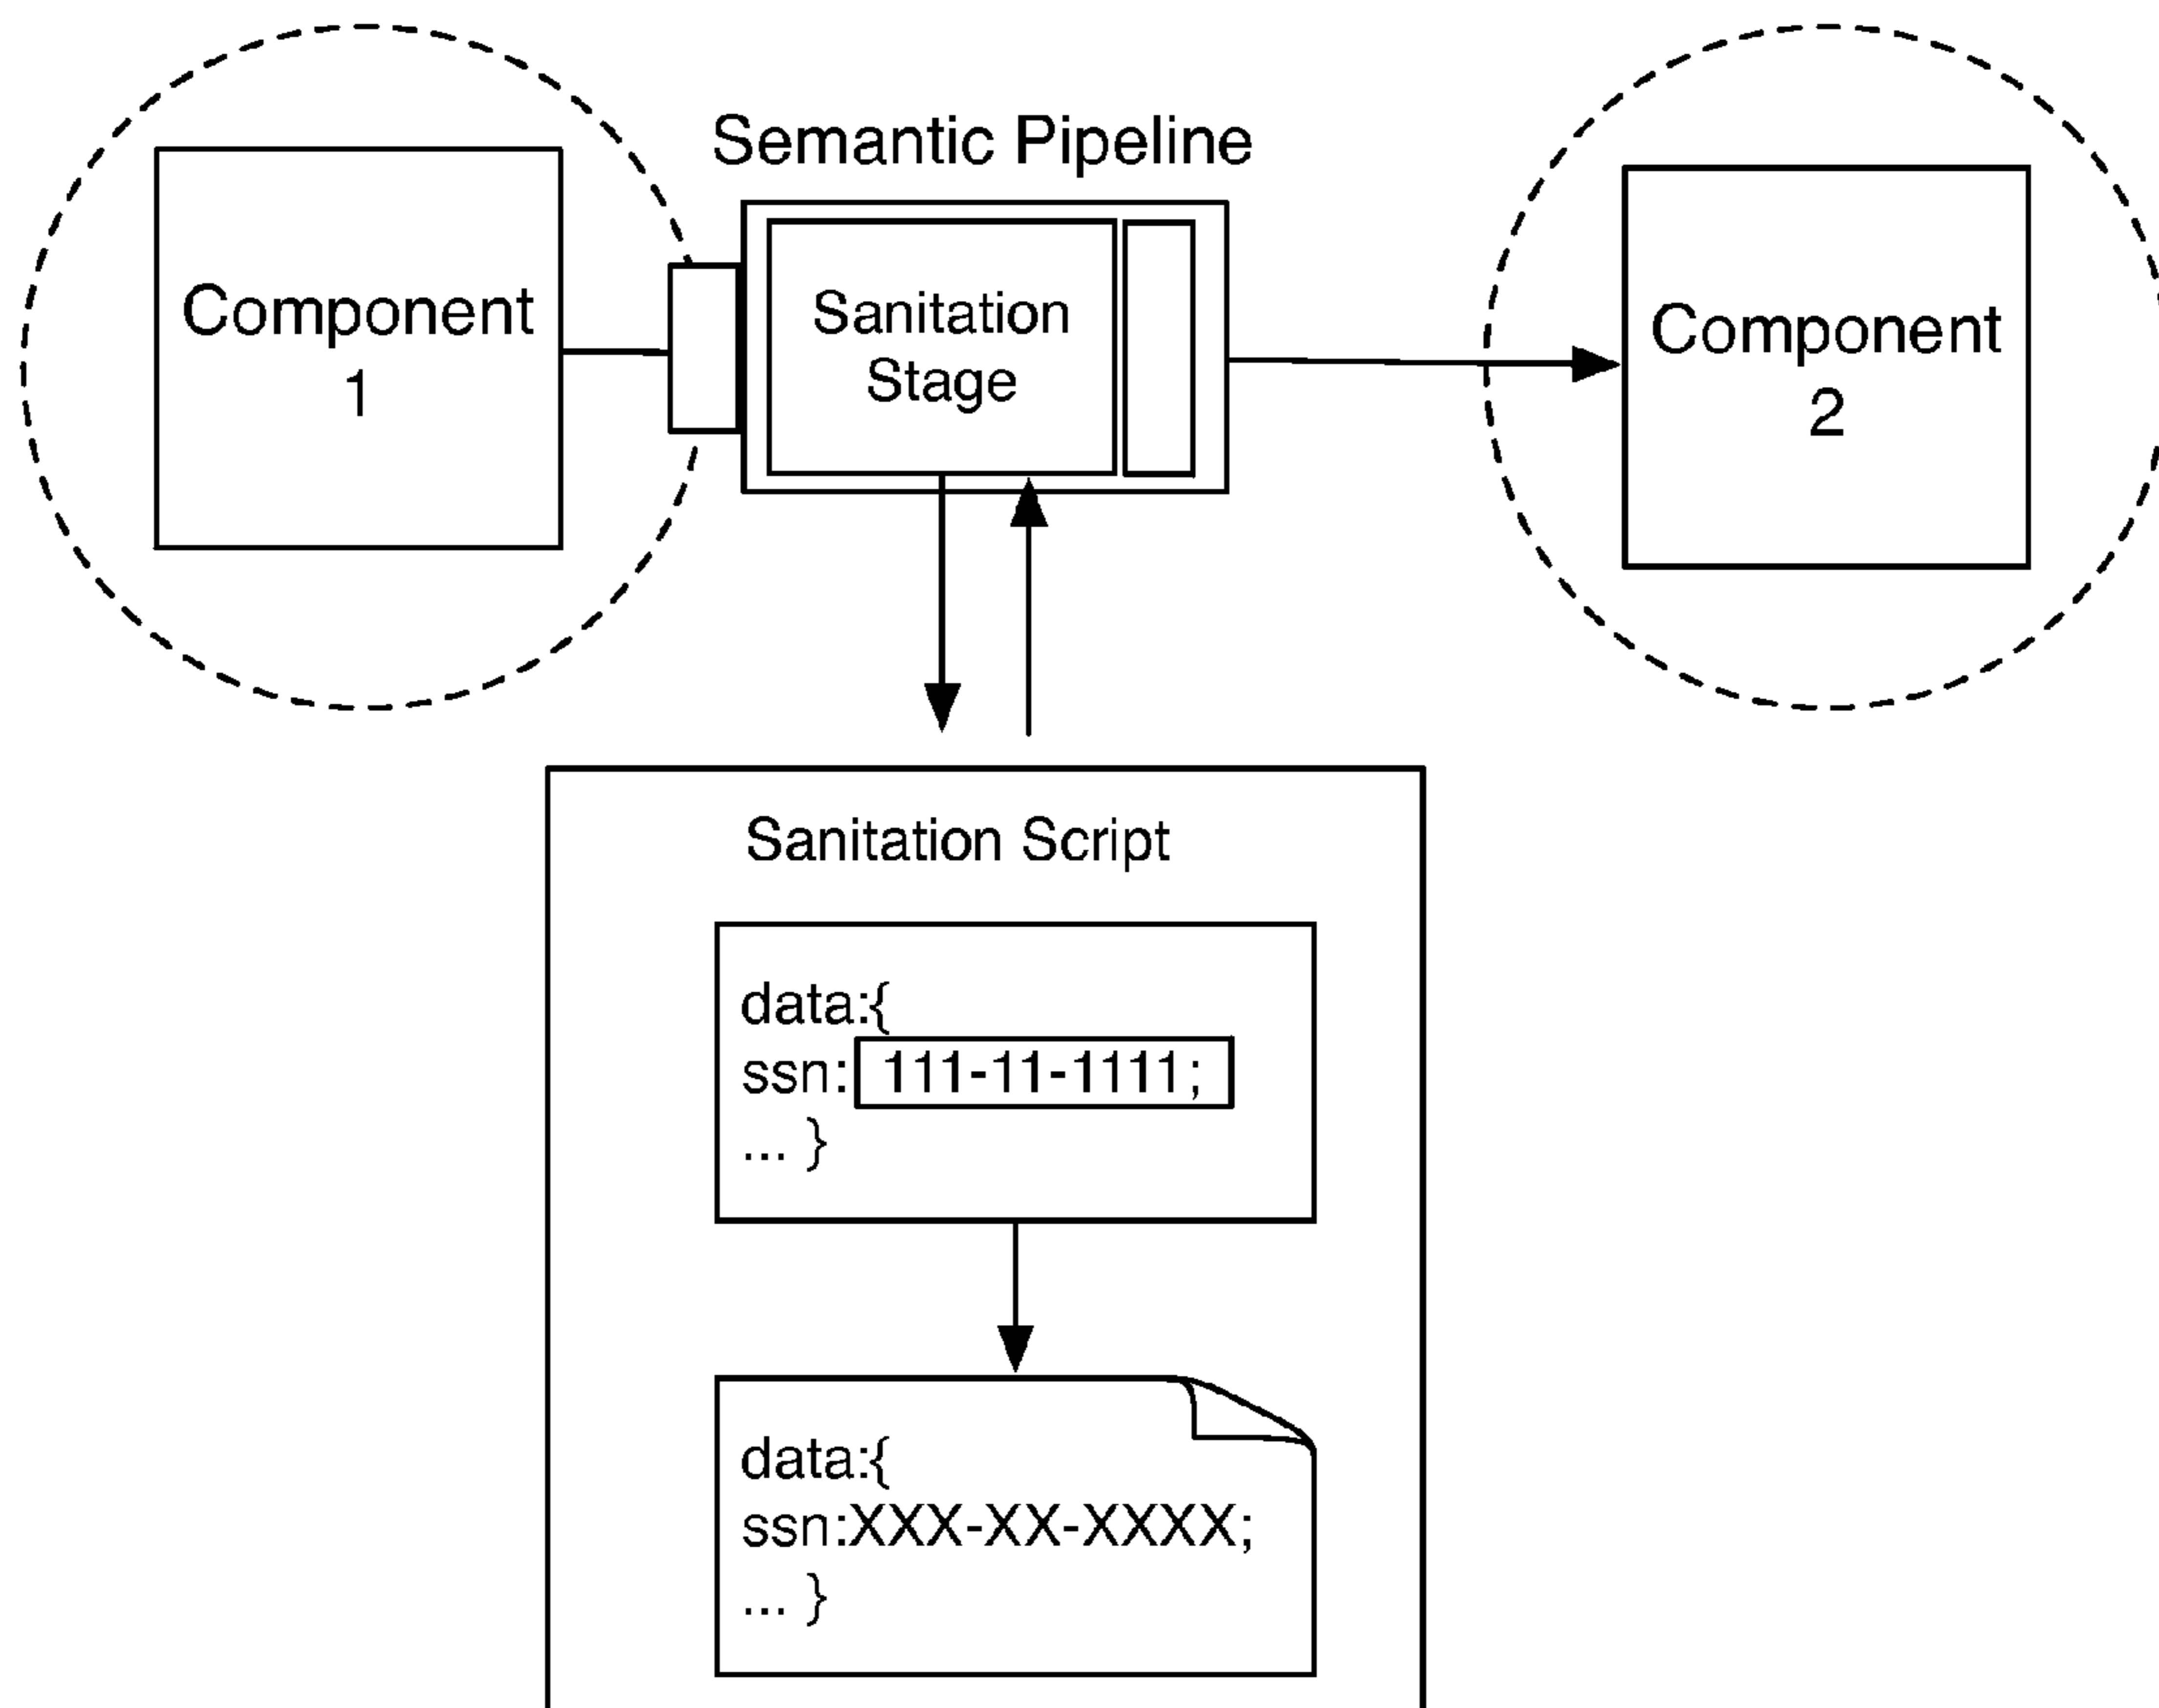 Semantic Pipeline
Component
1
Sanitation
Stage
Component
2
Sanitation Script
data:{
ssn: 111-11-1111;
... }
data:{
ssn:XXX-XX-XXXX;
... }